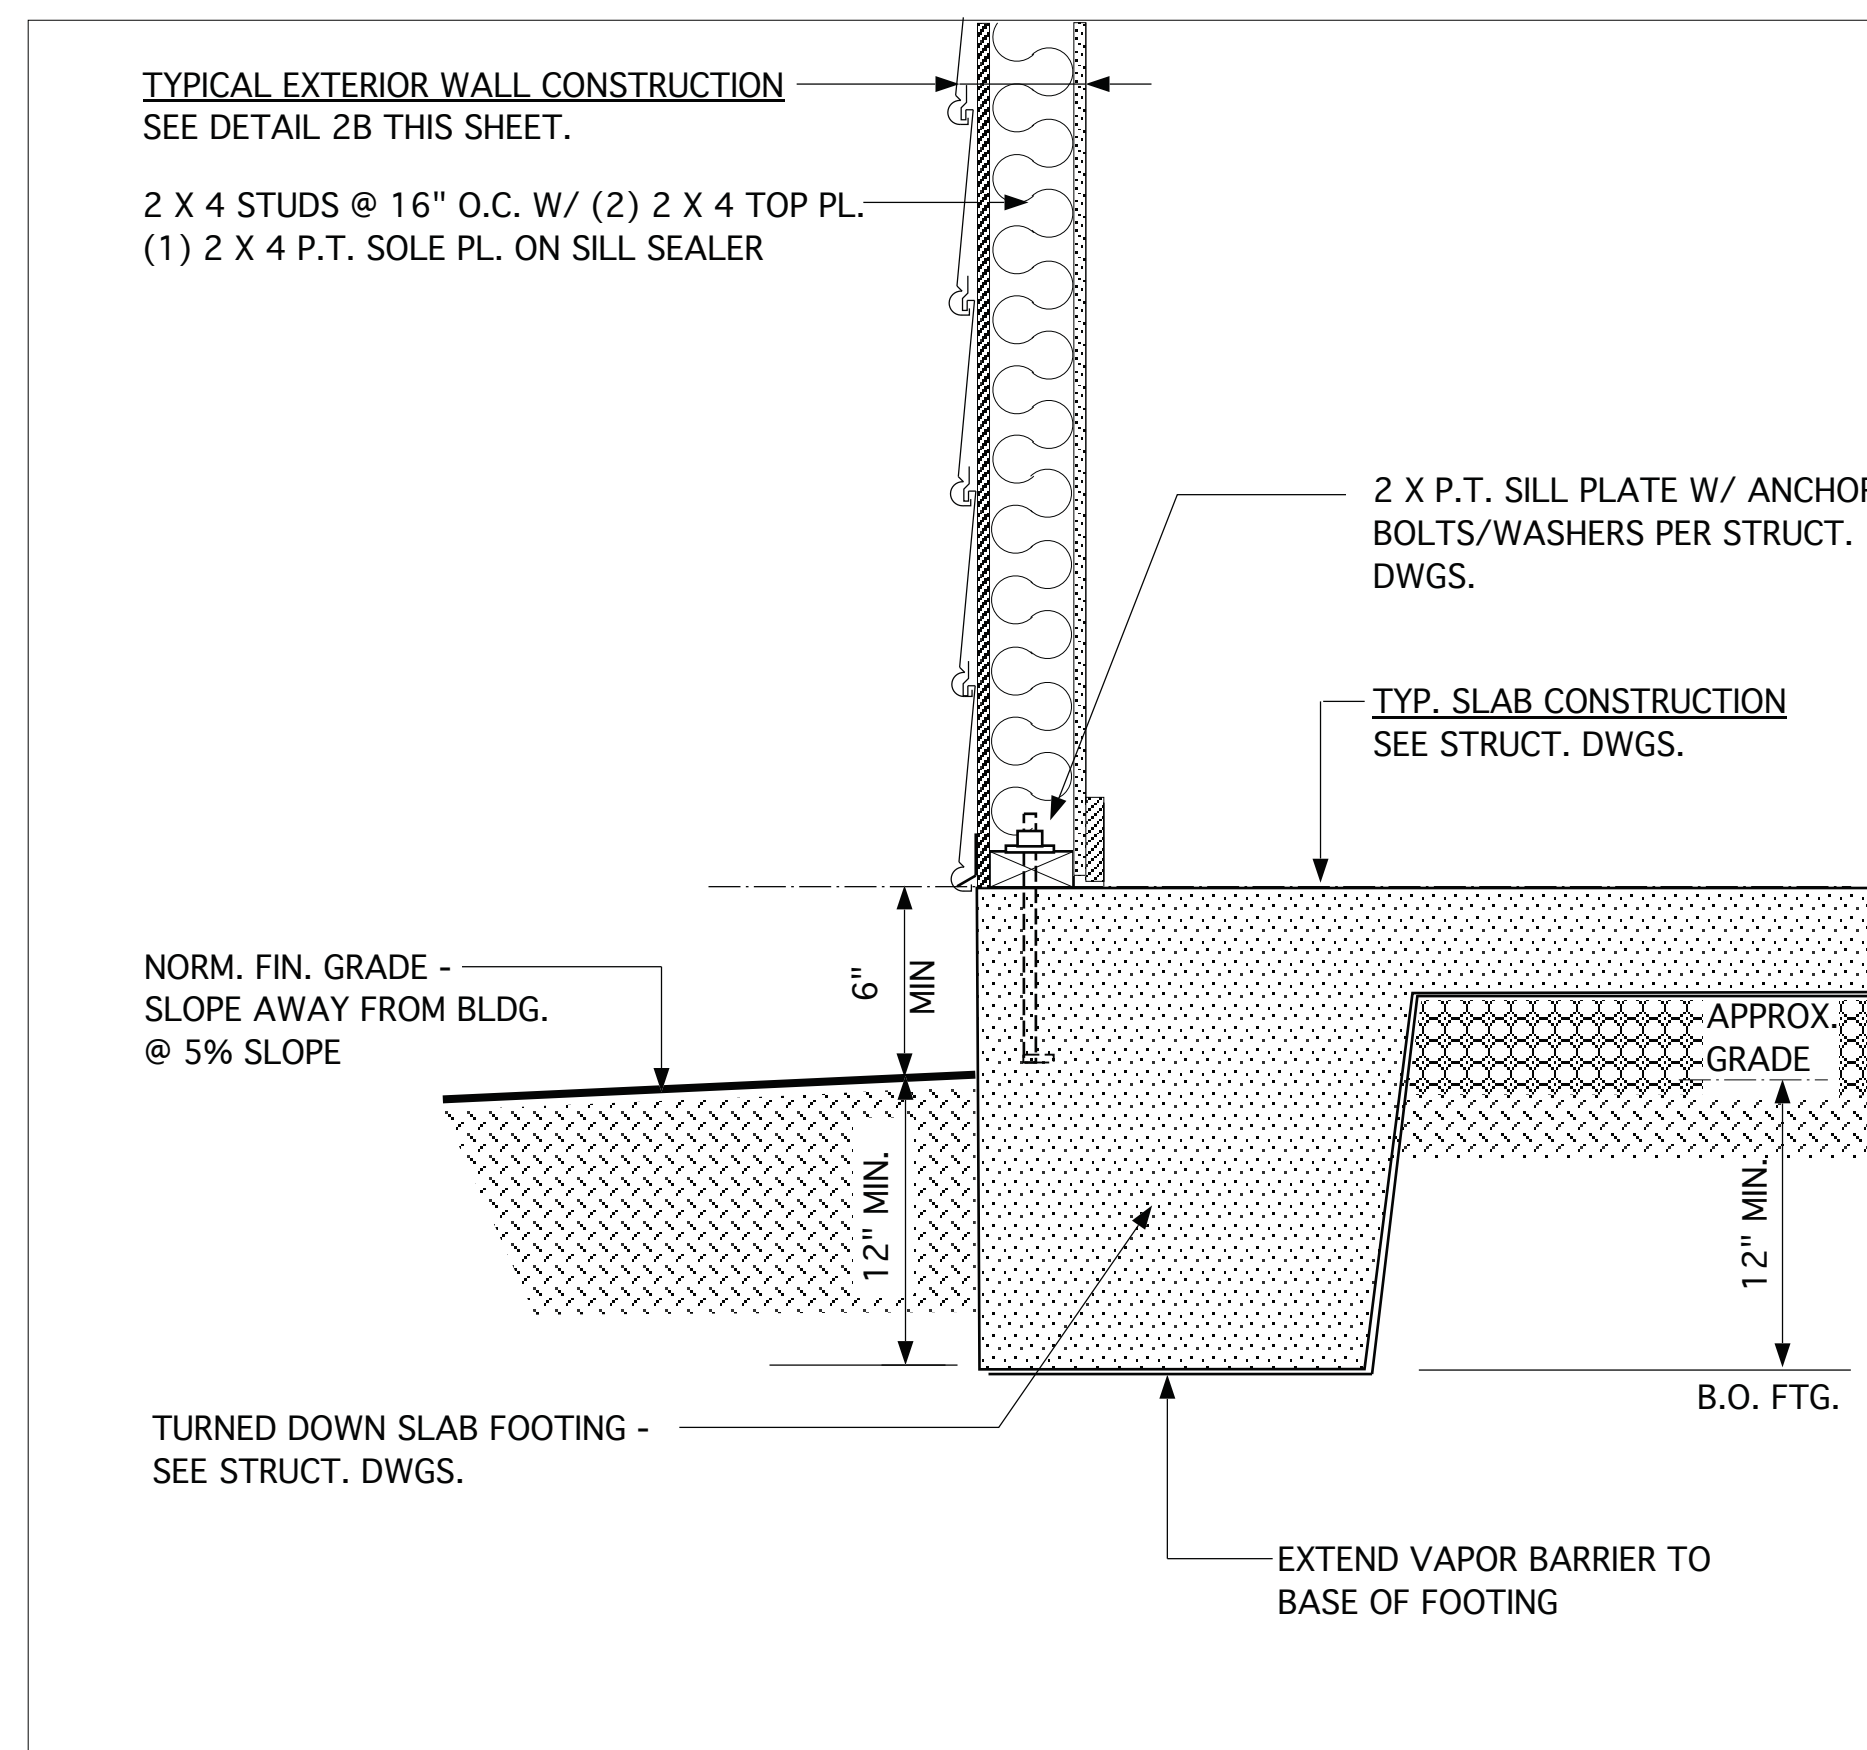 TYPICAL EXTERIOR WALL CONSTRUCTION
SEE DETAIL 2B THIS SHEET.
2 X 4 STUDS @ 16" O.C. W/ (2) 2 X 4 TOP PL.
(1) 2 X 4 P.T. SOLE PL. ON SILL SEALER
2 X P.T. SILL PLATE W/ ANCHOR
BOLTS/WASHERS PER STRUCT.
DWGS.
TYP. SLAB CONSTRUCTION
SEE STRUCT. DWGS.
NORM. FIN. GRADE -
SLOPE AWAY FROM BLDG.
@ 5% SLOPE
6"
MIN
APPROX.
GRADE
12" MIN.
12" MIN.
B.O. FTG.
TURNED DOWN SLAB FOOTING -
SEE STRUCT. DWGS.
EXTEND VAPOR BARRIER TO
BASE OF FOOTING